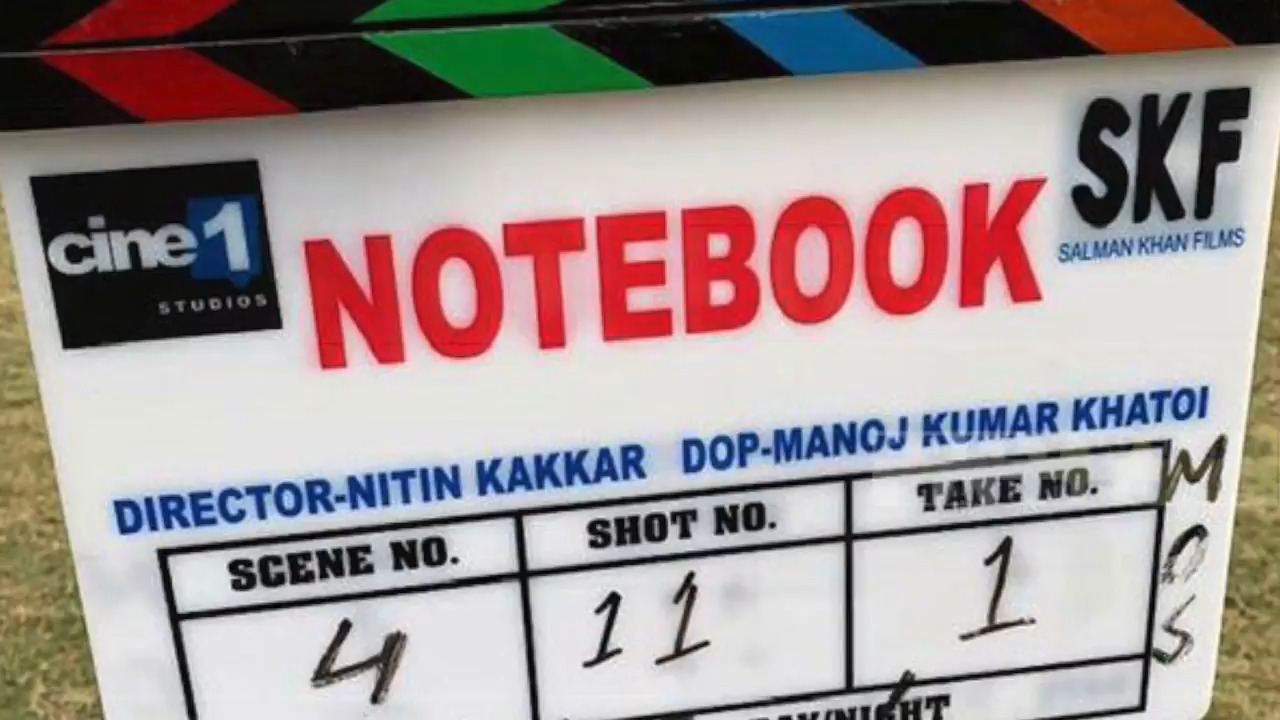 cine1
STUDIOS
NOTEBOOK
SKF
SALMAN KHAN FILMS
DIRECTOR-NITIN KAKKAR DOP-MANOJ KUMAR KHATOI
SCENE NO. SHOT NO. TAKE NO.
4 11 1
MOS